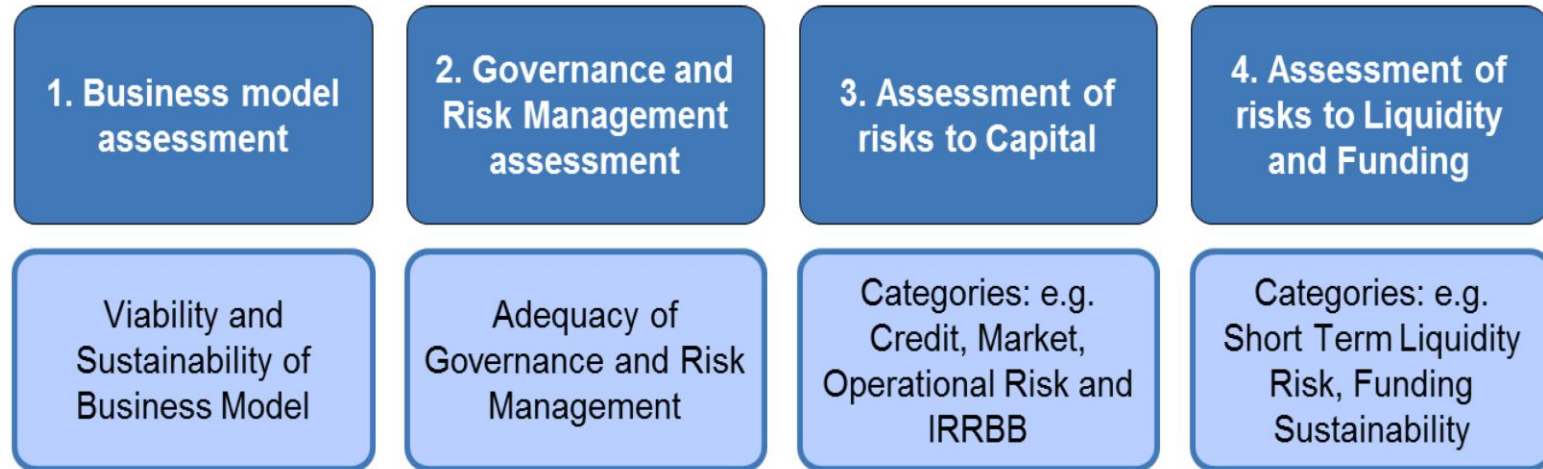 1. Business model
assessment
2. Governance and
Risk Management
assessment
3. Assessment of
risks to Capital
4. Assessment of
risks to Liquidity
and Funding
Viability and
Sustainability of
Business Model
Adequacy of
Governance and Risk
Management
Categories: e.g.
Credit, Market,
Operational Risk and
IRRBB
Categories: e.g.
Short Term Liquidity
Risk, Funding
Sustainability